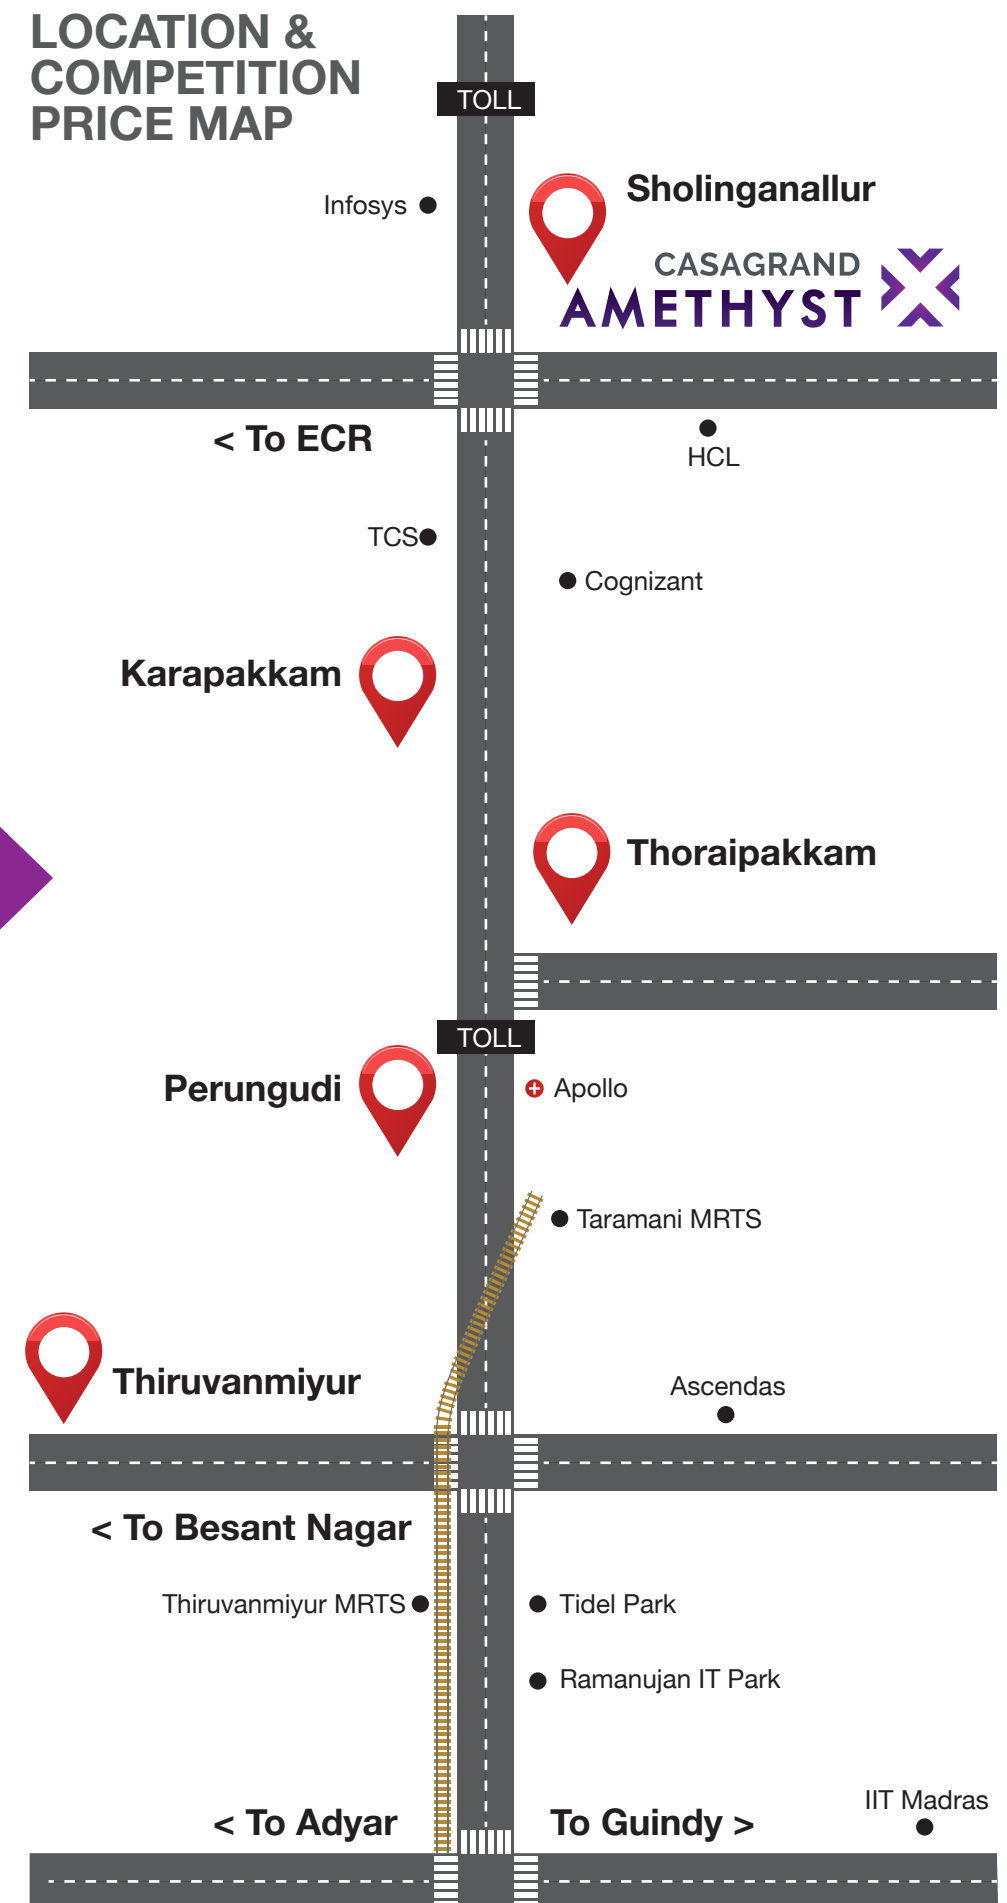 LOCATION &
COMPETITION
PRICE MAP
TOLL
Infosys
Sholinganallur
CASAGRAND
AMETHYST
< To ECR
HCL
TCS
Cognizant
Karapakkam
Thoraipakkam
TOLL
Perungudi
Apollo
Taramani MRTS
Thiruvanmiyur
Ascendas
< To Besant Nagar
Thiruvanmiyur MRTS
Tidel Park
Ramanujan IT Park
IIT Madras
< To Adyar
To Guindy >